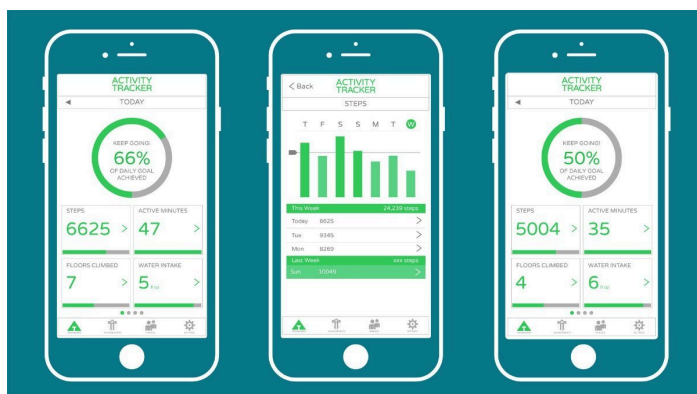 ACTIVITY
TRACKER
TODAY
KEEP GOING!
66%
OF DAILY GOAL
ACHIEVED
STEPS
6625 >
ACTIVE MINUTES
47 >
FLOORS CLIMBED
7 >
WATER INTAKE
5 >
< Back
ACTIVITY
TRACKER
STEPS
T F S S M T W
This Week 24,239 steps
Today 6625 >
Tue 9345 >
Mon 8269 >
Last Week xxx steps
Sun 10045 >
ACTIVITY
TRACKER
TODAY
KEEP GOING!
50%
OF DAILY GOAL
ACHIEVED
STEPS
5004 >
ACTIVE MINUTES
35 >
FLOORS CLIMBED
4 >
WATER INTAKE
6 >